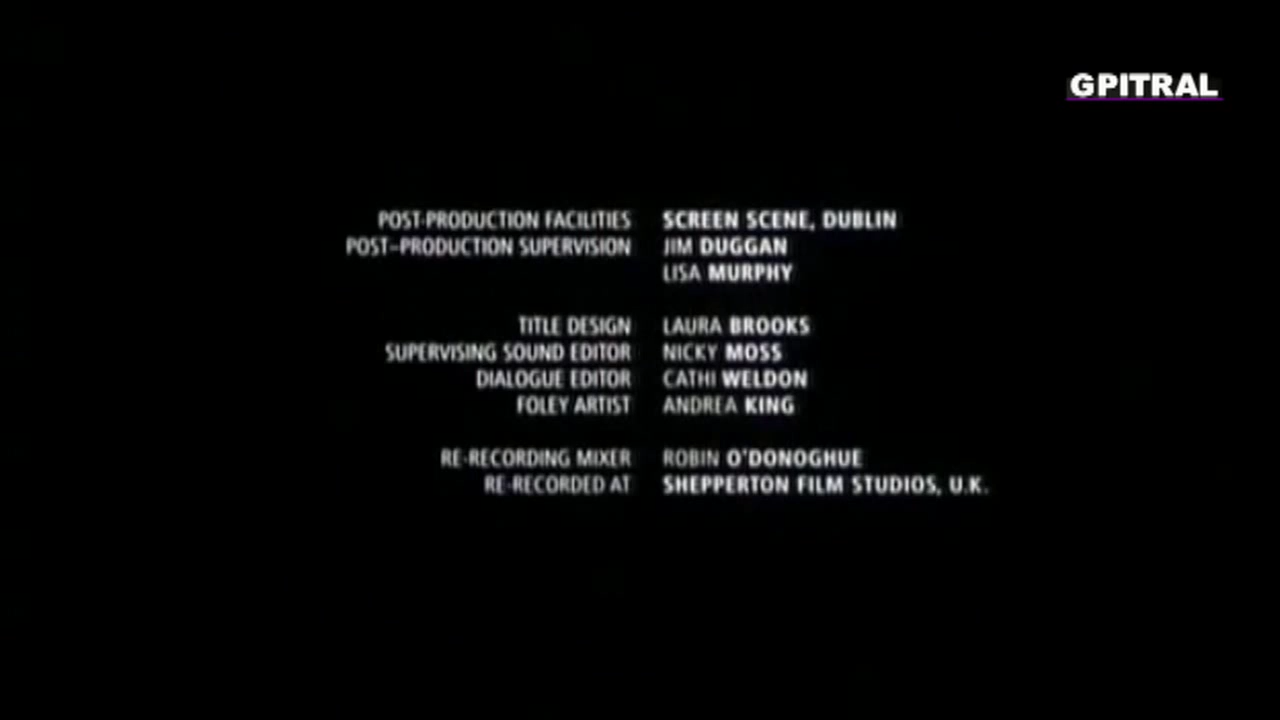 GPITRAL
POST-PRODUCTION FACILITIES SCREEN SCENE, DUBLIN
POST-PRODUCTION SUPERVISION JIM DUGGAN
LISA MURPHY
TITLE DESIGN LAURA BROOKS
SUPERVISING SOUND EDITOR NICKY MOSS
DIALOGUE EDITOR CATHI WELDON
FOLEY ARTIST ANDREA KING
RE-RECORDING MIXER ROBIN O'DONOGHUE
RE-RECORDED AT SHEPPERTON FILM STUDIOS, U.K.